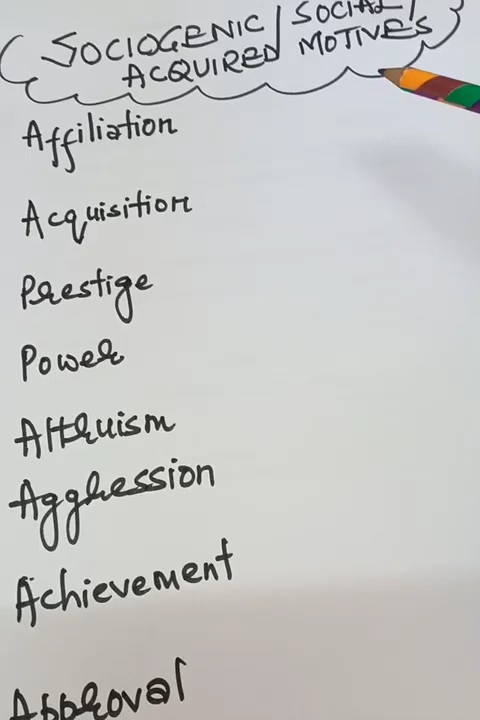 SOCIOGENIC / SOCIAL /
ACQUIRED MOTIVES
Affiliation
Acquisition
Prestige
Power
Altruism
Aggression
Achievement
Approval